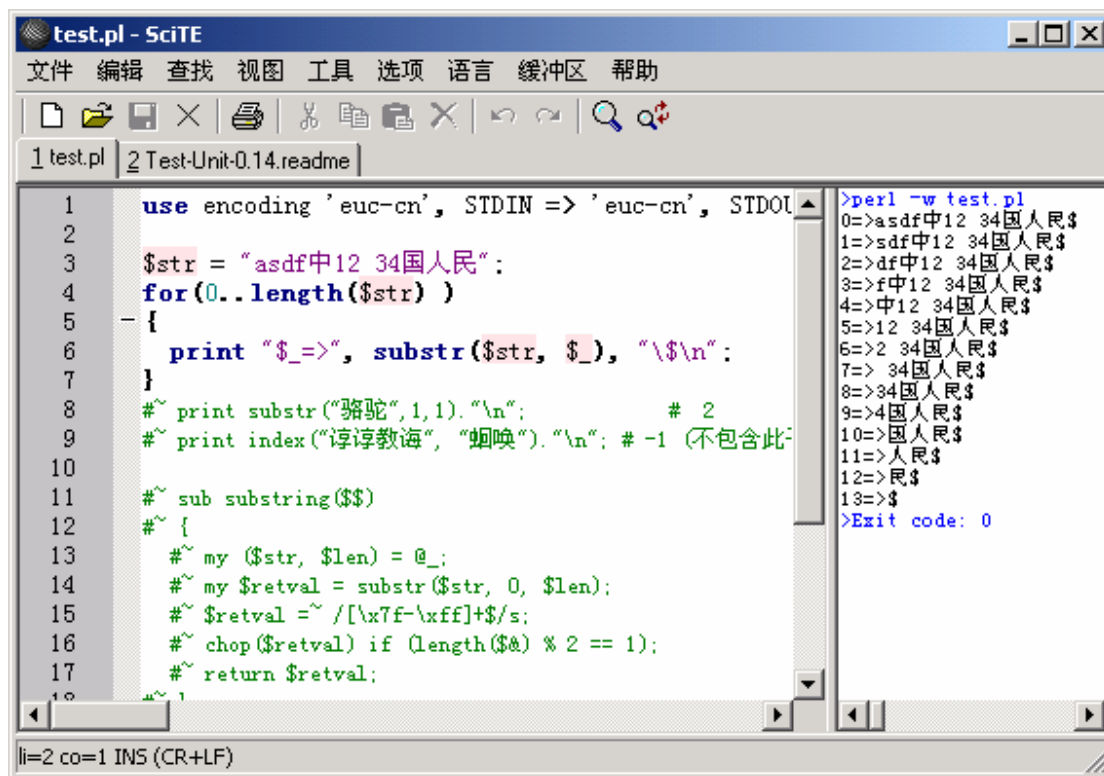 test.pl - SciTE
文件 编辑 查找 视图 工具 选项 语言 缓冲区 帮助
1 test.pl 2 Test-Unit-0.14.readme
1 use encoding 'euc-cn', STDIN => 'euc-cn', STDOU
2
3 $str = "asdf中12 34国人民";
4 for(0..length($str) )
5 {
6 print "$_=>", substr($str, $_), "\$\n";
7 }
8 #~ print substr("骆驼",1,1)."\n"; # 2
9 #~ print index("谆谆教诲", "蛔唤")."\n"; # -1 (不包含此
10
11 #~ sub substring($$)
12 #~ {
13 #~ my ($str, $len) = @_;
14 #~ my $retval = substr($str, 0, $len);
15 #~ $retval =~ /[\x7f-\xff]+$/s;
16 #~ chop($retval) if (length($&) % 2 == 1);
17 #~ return $retval;
>perl -w test.pl
0=>asdf中12 34国人民$
1=>sdf中12 34国人民$
2=>df中12 34国人民$
3=>f中12 34国人民$
4=>中12 34国人民$
5=>12 34国人民$
6=>2 34国人民$
7=> 34国人民$
8=>34国人民$
9=>4国人民$
10=>国人民$
11=>人民$
12=>民$
13=>$
>Exit code: 0
li=2 co=1 INS (CR+LF)